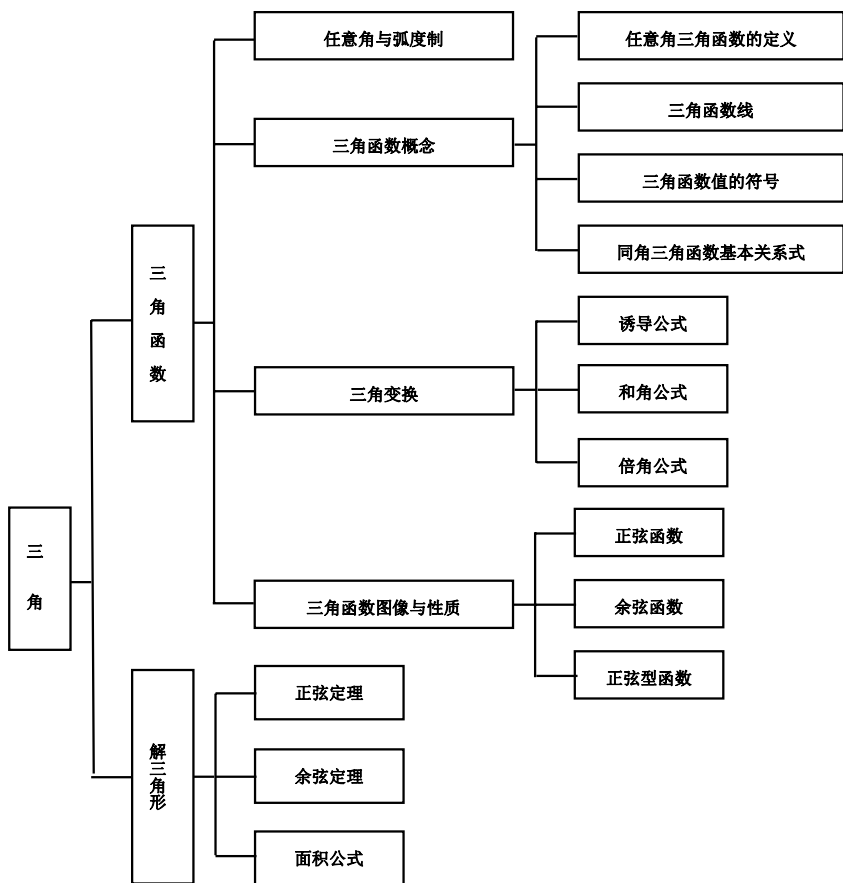 三角
三角函数
任意角与弧度制
三角函数概念
任意角三角函数的定义
三角函数线
三角函数值的符号
同角三角函数基本关系式
三角变换
诱导公式
和角公式
倍角公式
三角函数图像与性质
正弦函数
余弦函数
正弦型函数
解三角形
正弦定理
余弦定理
面积公式